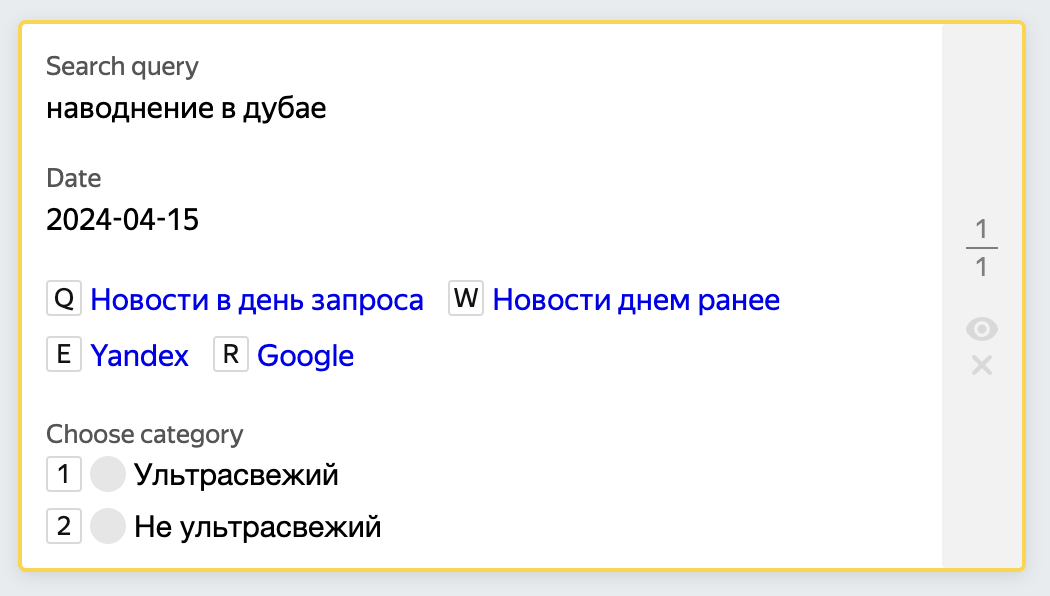 Search query
наводнение в дубае
Date
2024-04-15
Q Новости в день запроса W Новости днем ранее
E Yandex R Google
Choose category
1 Ультрасвежий
2 Не ультрасвежий
1
1